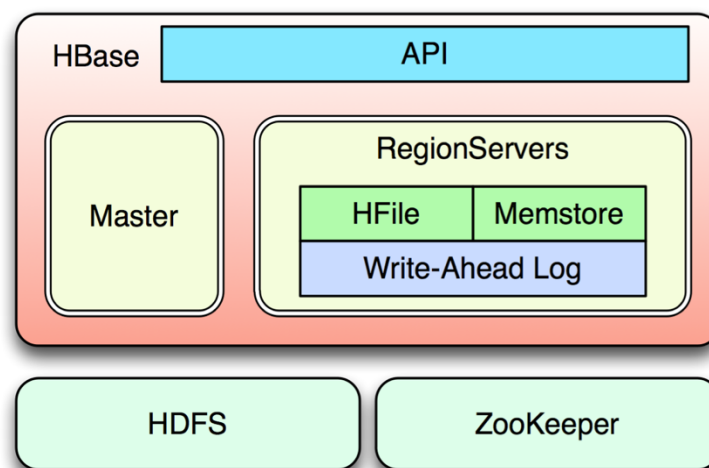 HBase
API
Master
RegionServers
HFile
Memstore
Write-Ahead Log
HDFS
ZooKeeper